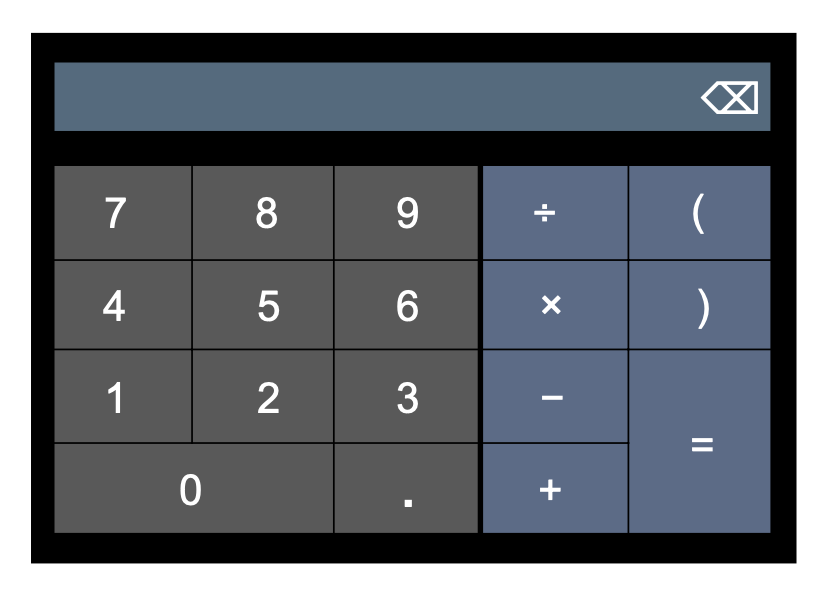 ⌫
7 8 9 ÷ (
4 5 6 × )
1 2 3 − =
0 . +